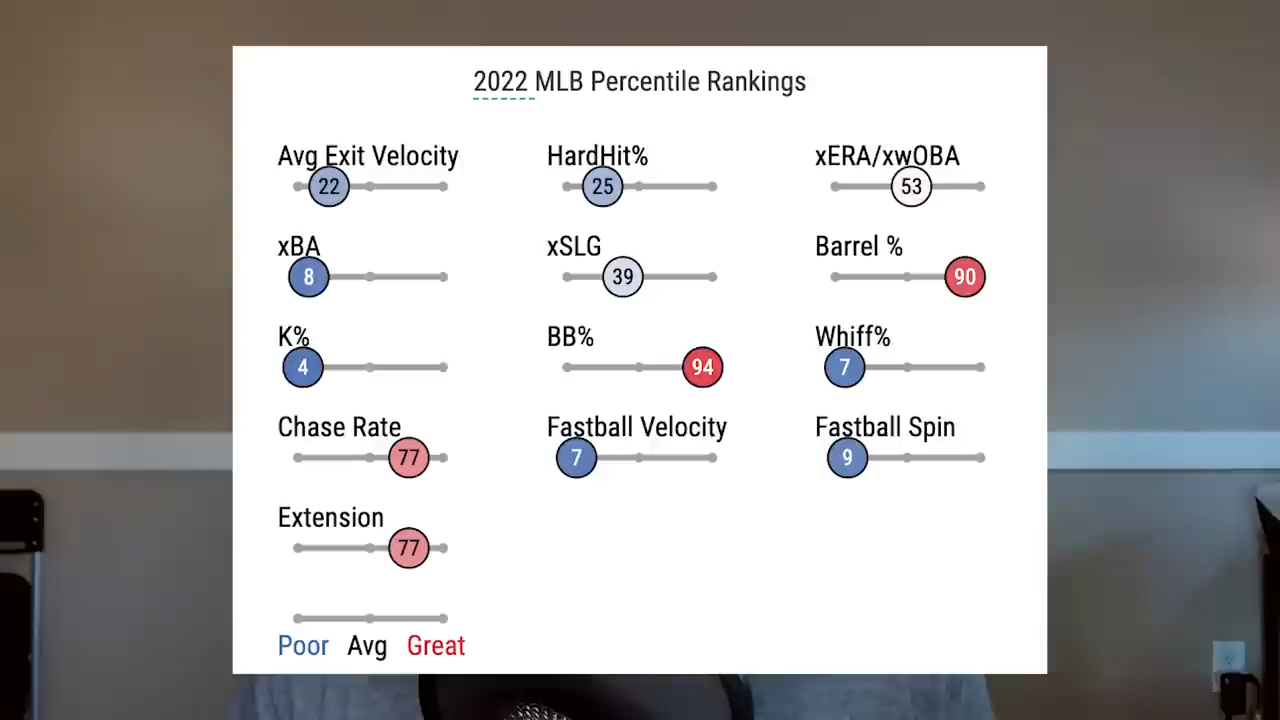 2022 MLB Percentile Rankings
Avg Exit Velocity HardHit% xERA/xwOBA
22 25 53
xBA xSLG Barrel %
8 39 90
K% BB% Whiff%
4 94 7
Chase Rate Fastball Velocity Fastball Spin
77 7 9
Extension
77
Poor Avg Great